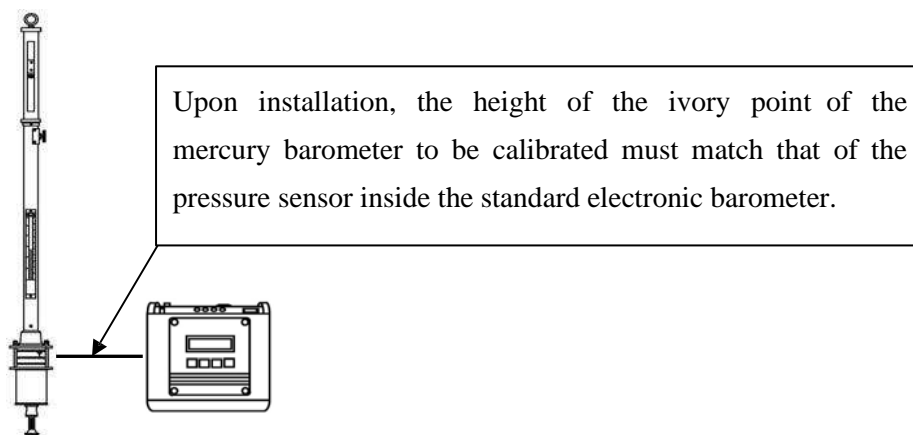 Upon installation, the height of the ivory point of the
mercury barometer to be calibrated must match that of the
pressure sensor inside the standard electronic barometer.